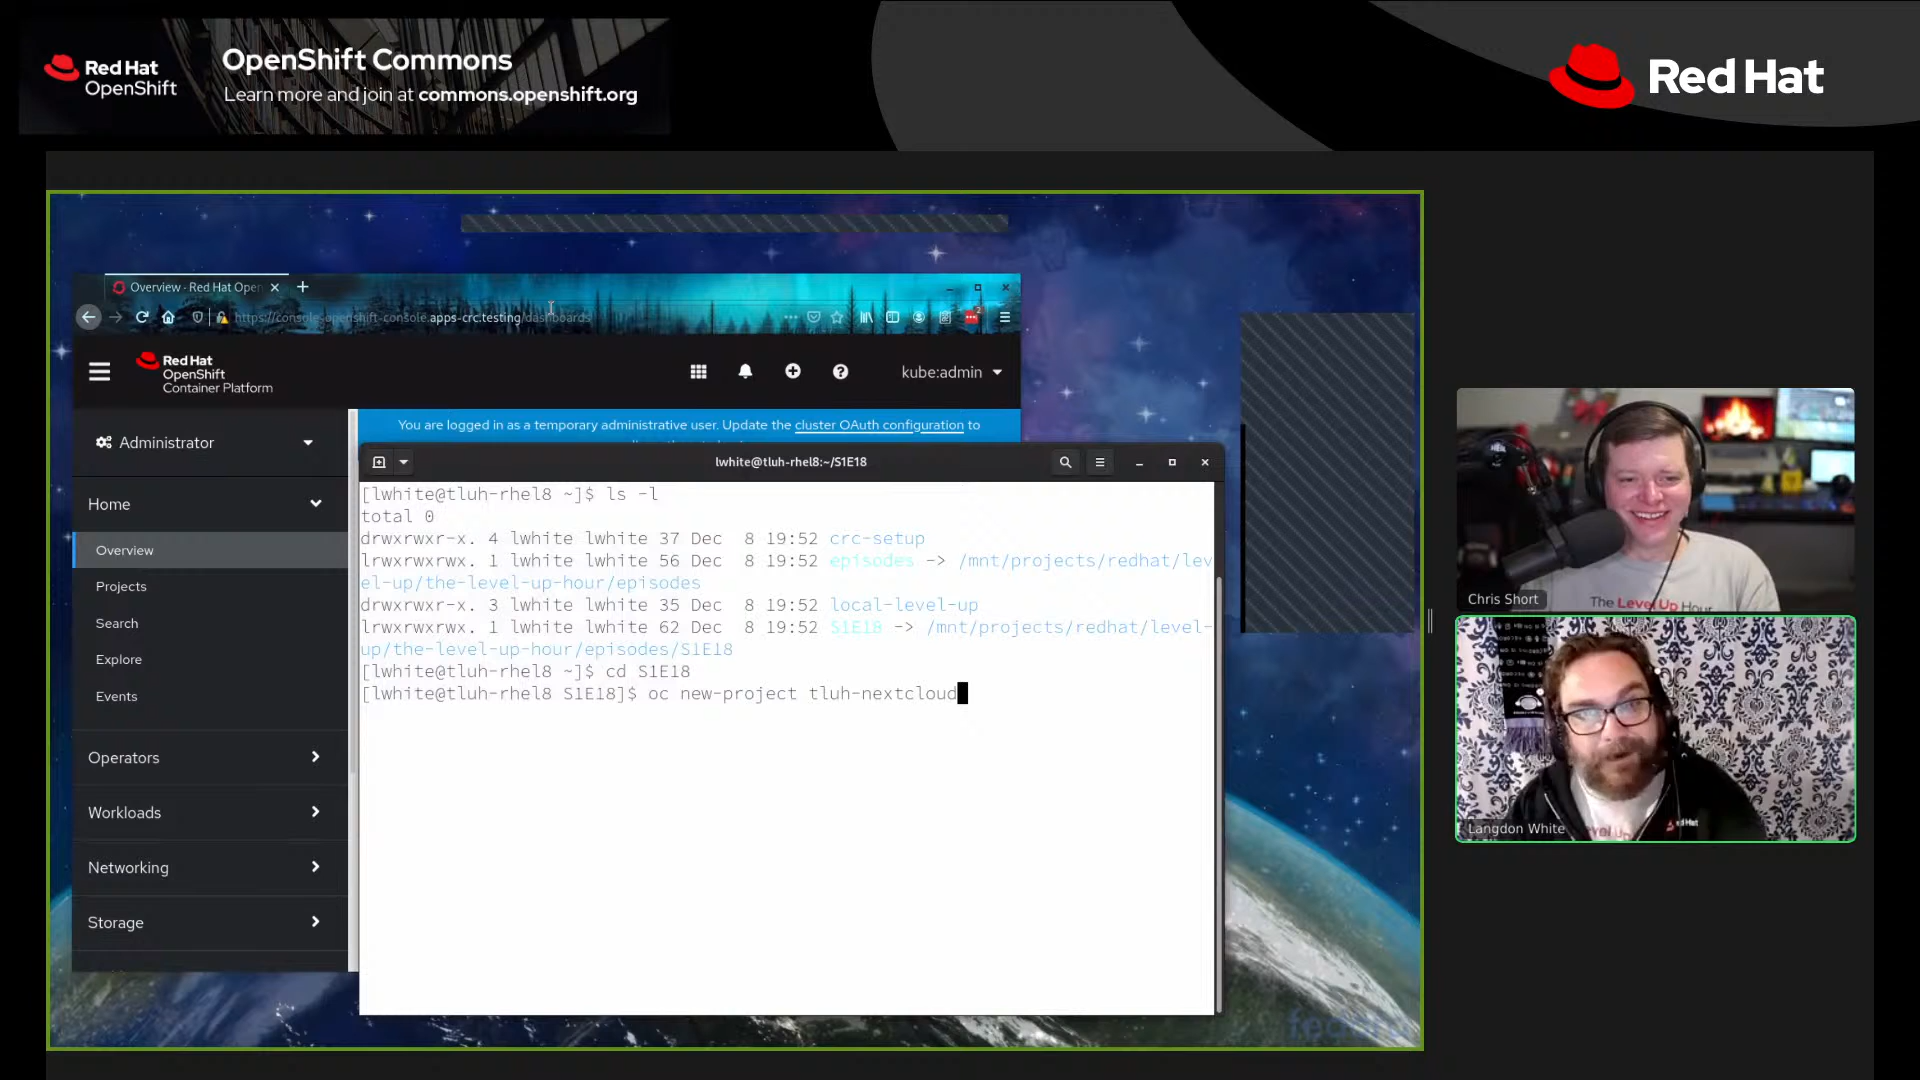 Red Hat
OpenShift
OpenShift Commons
Learn more and join at commons.openshift.org
Red Hat
Overview - Red Hat Open
https://console-openshift-console.apps-crc.testing/dashboards
Red Hat
OpenShift
Container Platform
kube:admin
Administrator
You are logged in as a temporary administrative user. Update the cluster OAuth configuration to
Home
Overview
Projects
Search
Explore
Events
Operators
Workloads
Networking
Storage
lwhite@tluh-rhel8:~/S1E18
[lwhite@tluh-rhel8 ~]$ ls -l
total 0
drwxrwxr-x. 4 lwhite lwhite 37 Dec  8 19:52 crc-setup
lrwxrwxrwx. 1 lwhite lwhite 56 Dec  8 19:52 episodes -> /mnt/projects/redhat/lev
el-up/the-level-up-hour/episodes
drwxrwxr-x. 3 lwhite lwhite 35 Dec  8 19:52 local-level-up
lrwxrwxrwx. 1 lwhite lwhite 62 Dec  8 19:52 S1E18 -> /mnt/projects/redhat/level-
up/the-level-up-hour/episodes/S1E18
[lwhite@tluh-rhel8 ~]$ cd S1E18
[lwhite@tluh-rhel8 S1E18]$ oc new-project tluh-nextcloud
Chris Short
The Level Up Hour
Langdon White
Red Hat
fedora